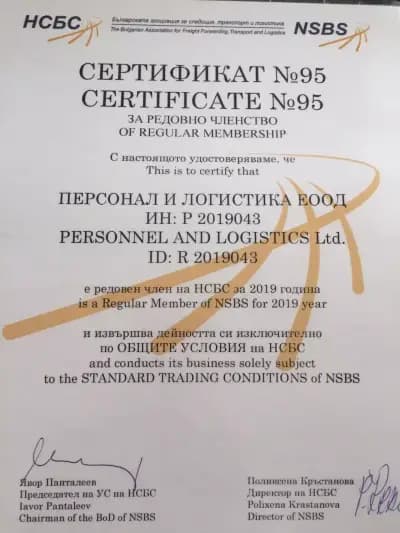 НСБС
Българската асоциация за спедиция, транспорт и логистика
The Bulgarian Association for Freight Forwarding, Transport and Logistics
NSBS
СЕРТИФИКАТ №95
CERTIFICATE №95
ЗА РЕДОВНО ЧЛЕНСТВО
OF REGULAR MEMBERSHIP
С настоящото удостоверяваме, че
This is to certify that
ПЕРСОНАЛ И ЛОГИСТИКА ЕООД
ИН: Р 2019043
PERSONNEL AND LOGISTICS Ltd.
ID: R 2019043
е редовен член на НСБС за 2019 година
is a Regular Member of NSBS for 2019 year
и извършва дейността си изключително
по ОБЩИТЕ УСЛОВИЯ на НСБС
and conducts its business solely subject
to the STANDARD TRADING CONDITIONS of NSBS
Явор Панталеев
Председател на УС на НСБС
Iavor Pantaleev
Chairman of the BoD of NSBS
Поликсена Кръстанова
Директор на НСБС
Polixena Krastanova
Director of NSBS